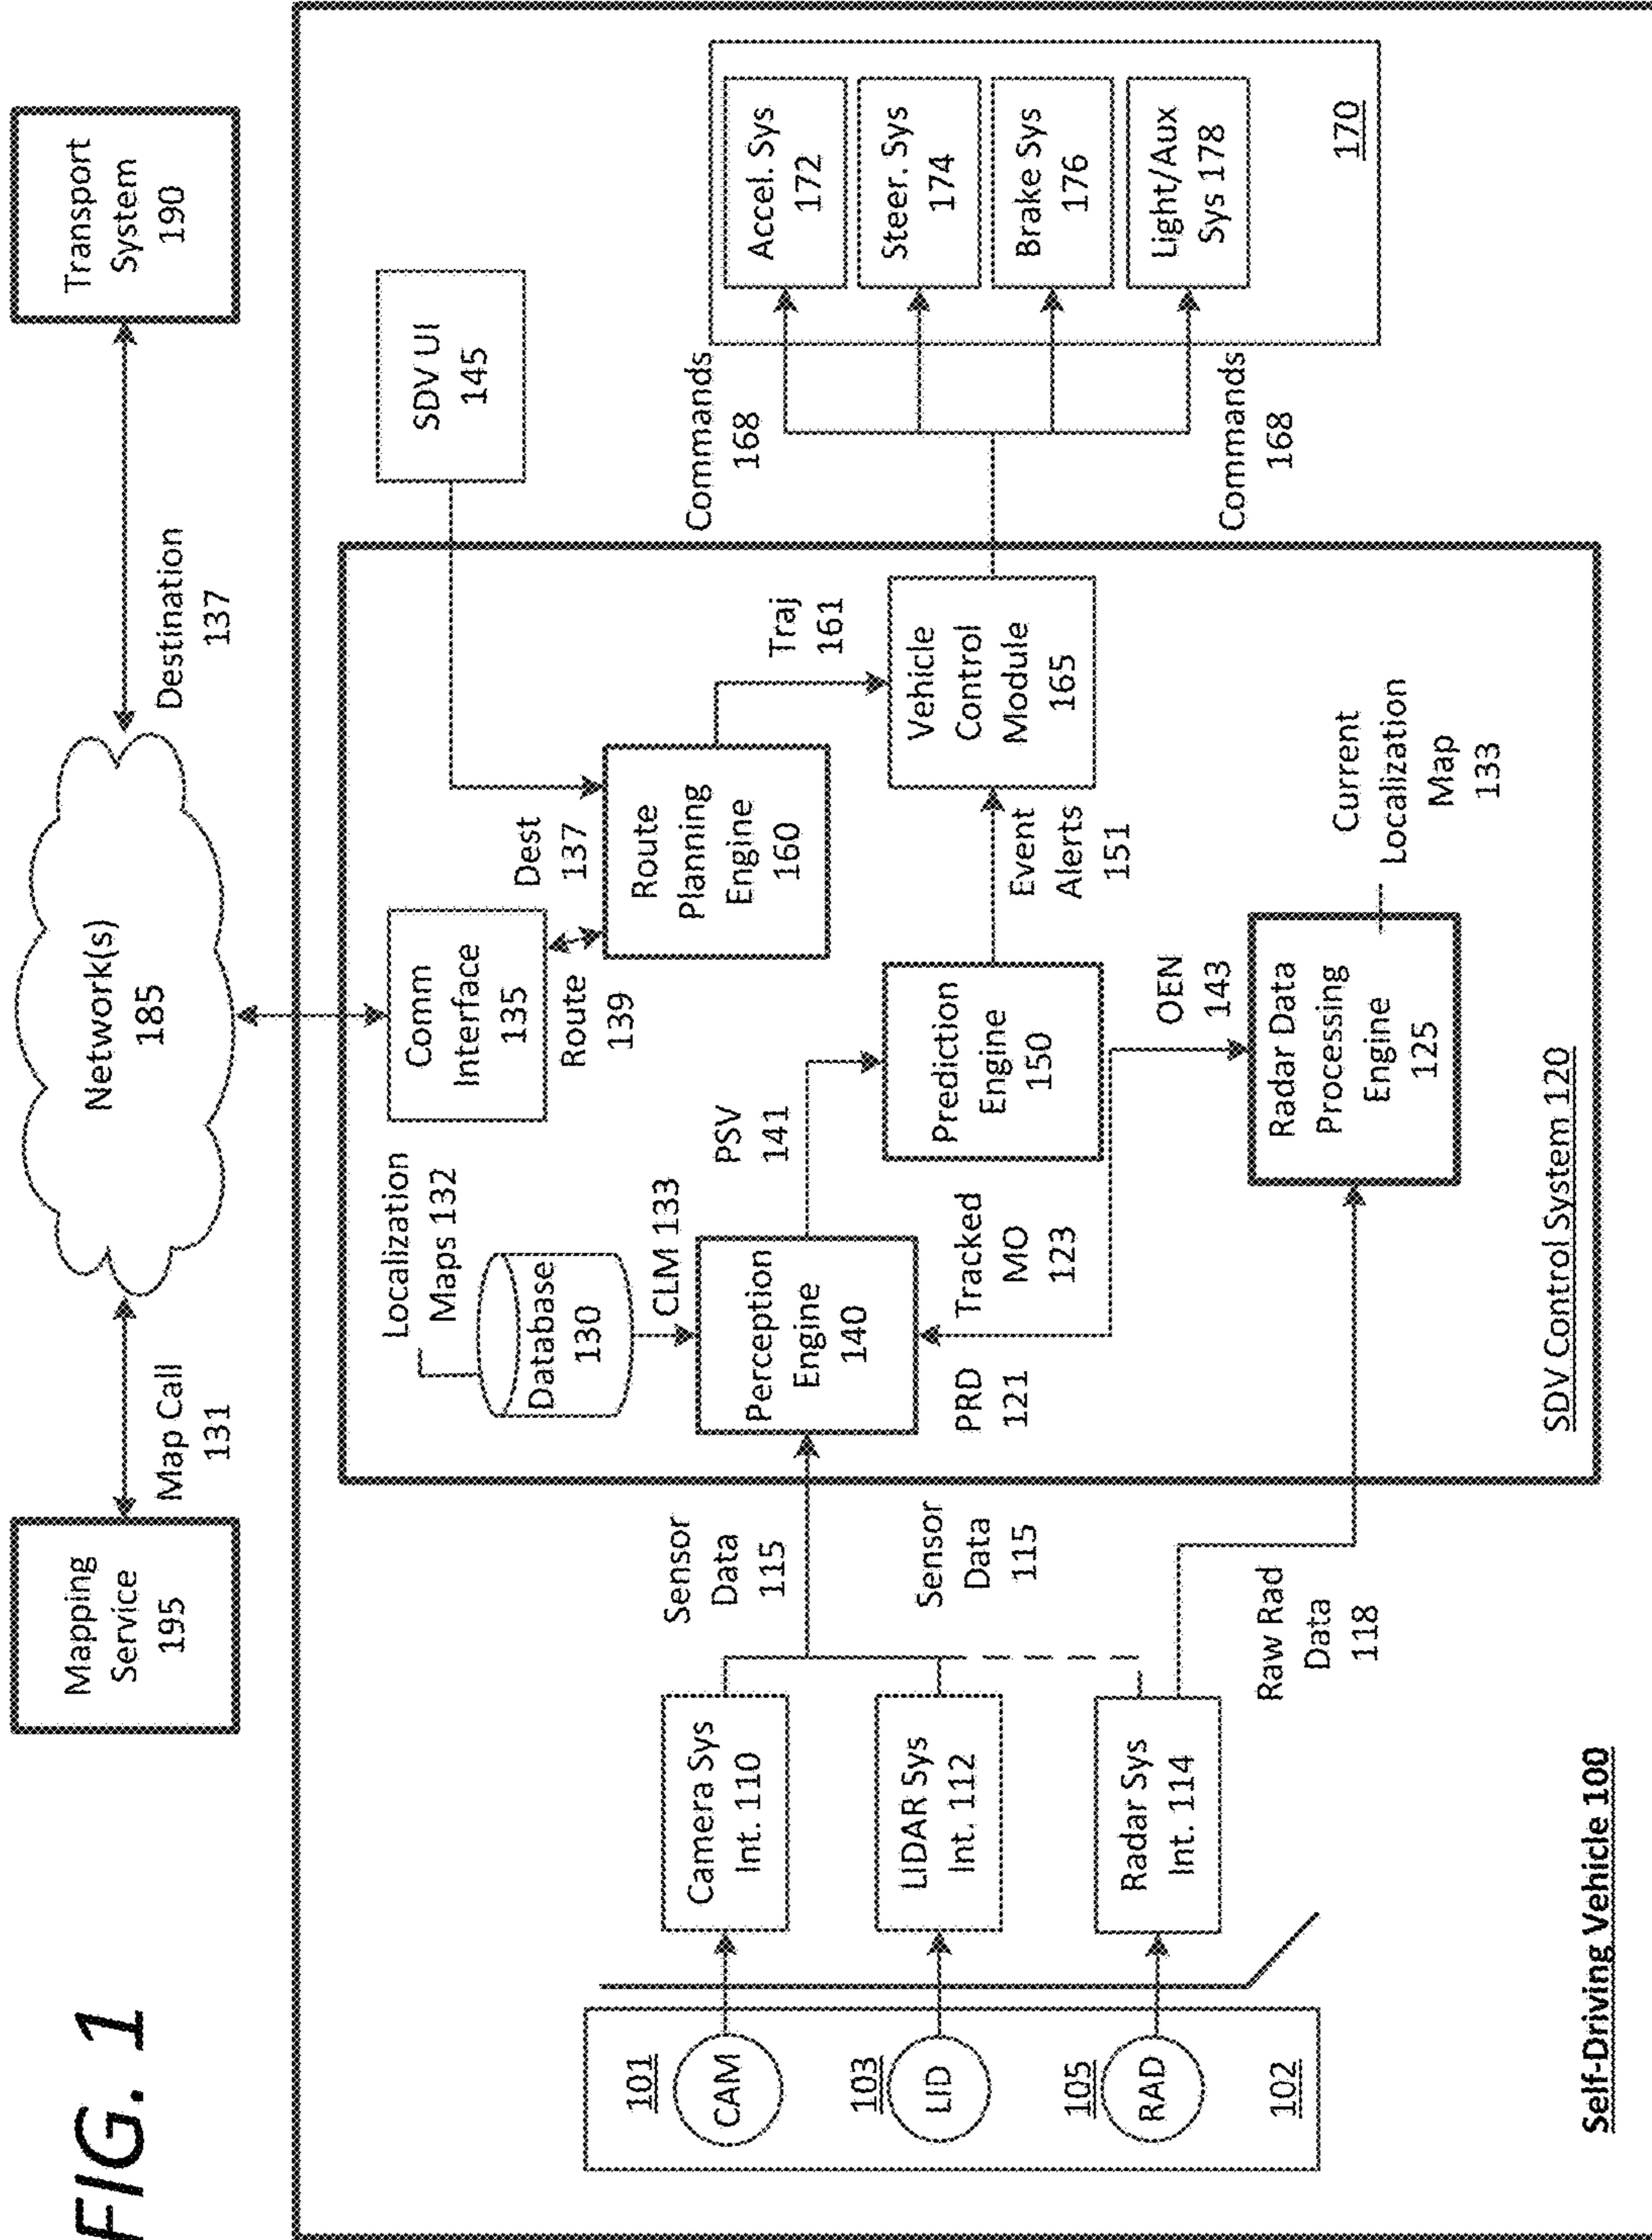 FIG. 1
Mapping
Service
195
Map Call
131
Network(s)
185
Destination
137
Transport
System
190
101
CAM
103
LID
105
RAD
102
Camera Sys
Int. 110
LIDAR Sys
Int. 112
Radar Sys
Int. 114
Sensor
Data
115
Sensor
Data
115
Raw Rad
Data
118
Localization
Maps 132
Database
130
CLM 133
Perception
Engine
140
PRD
121
Tracked
MO
123
PSV
141
Comm
Interface
135
Route
139
Dest
137
Route
Planning
Engine
160
Prediction
Engine
150
Event
Alerts
151
OEN
143
Radar Data
Processing
Engine
125
Current
Localization
Map
133
Traj
161
Vehicle
Control
Module
165
SDV Control System 120
SDV UI
145
Commands
168
Commands
168
Accel. Sys
172
Steer. Sys
174
Brake Sys
176
Light/Aux
Sys 178
170
Self-Driving Vehicle 100